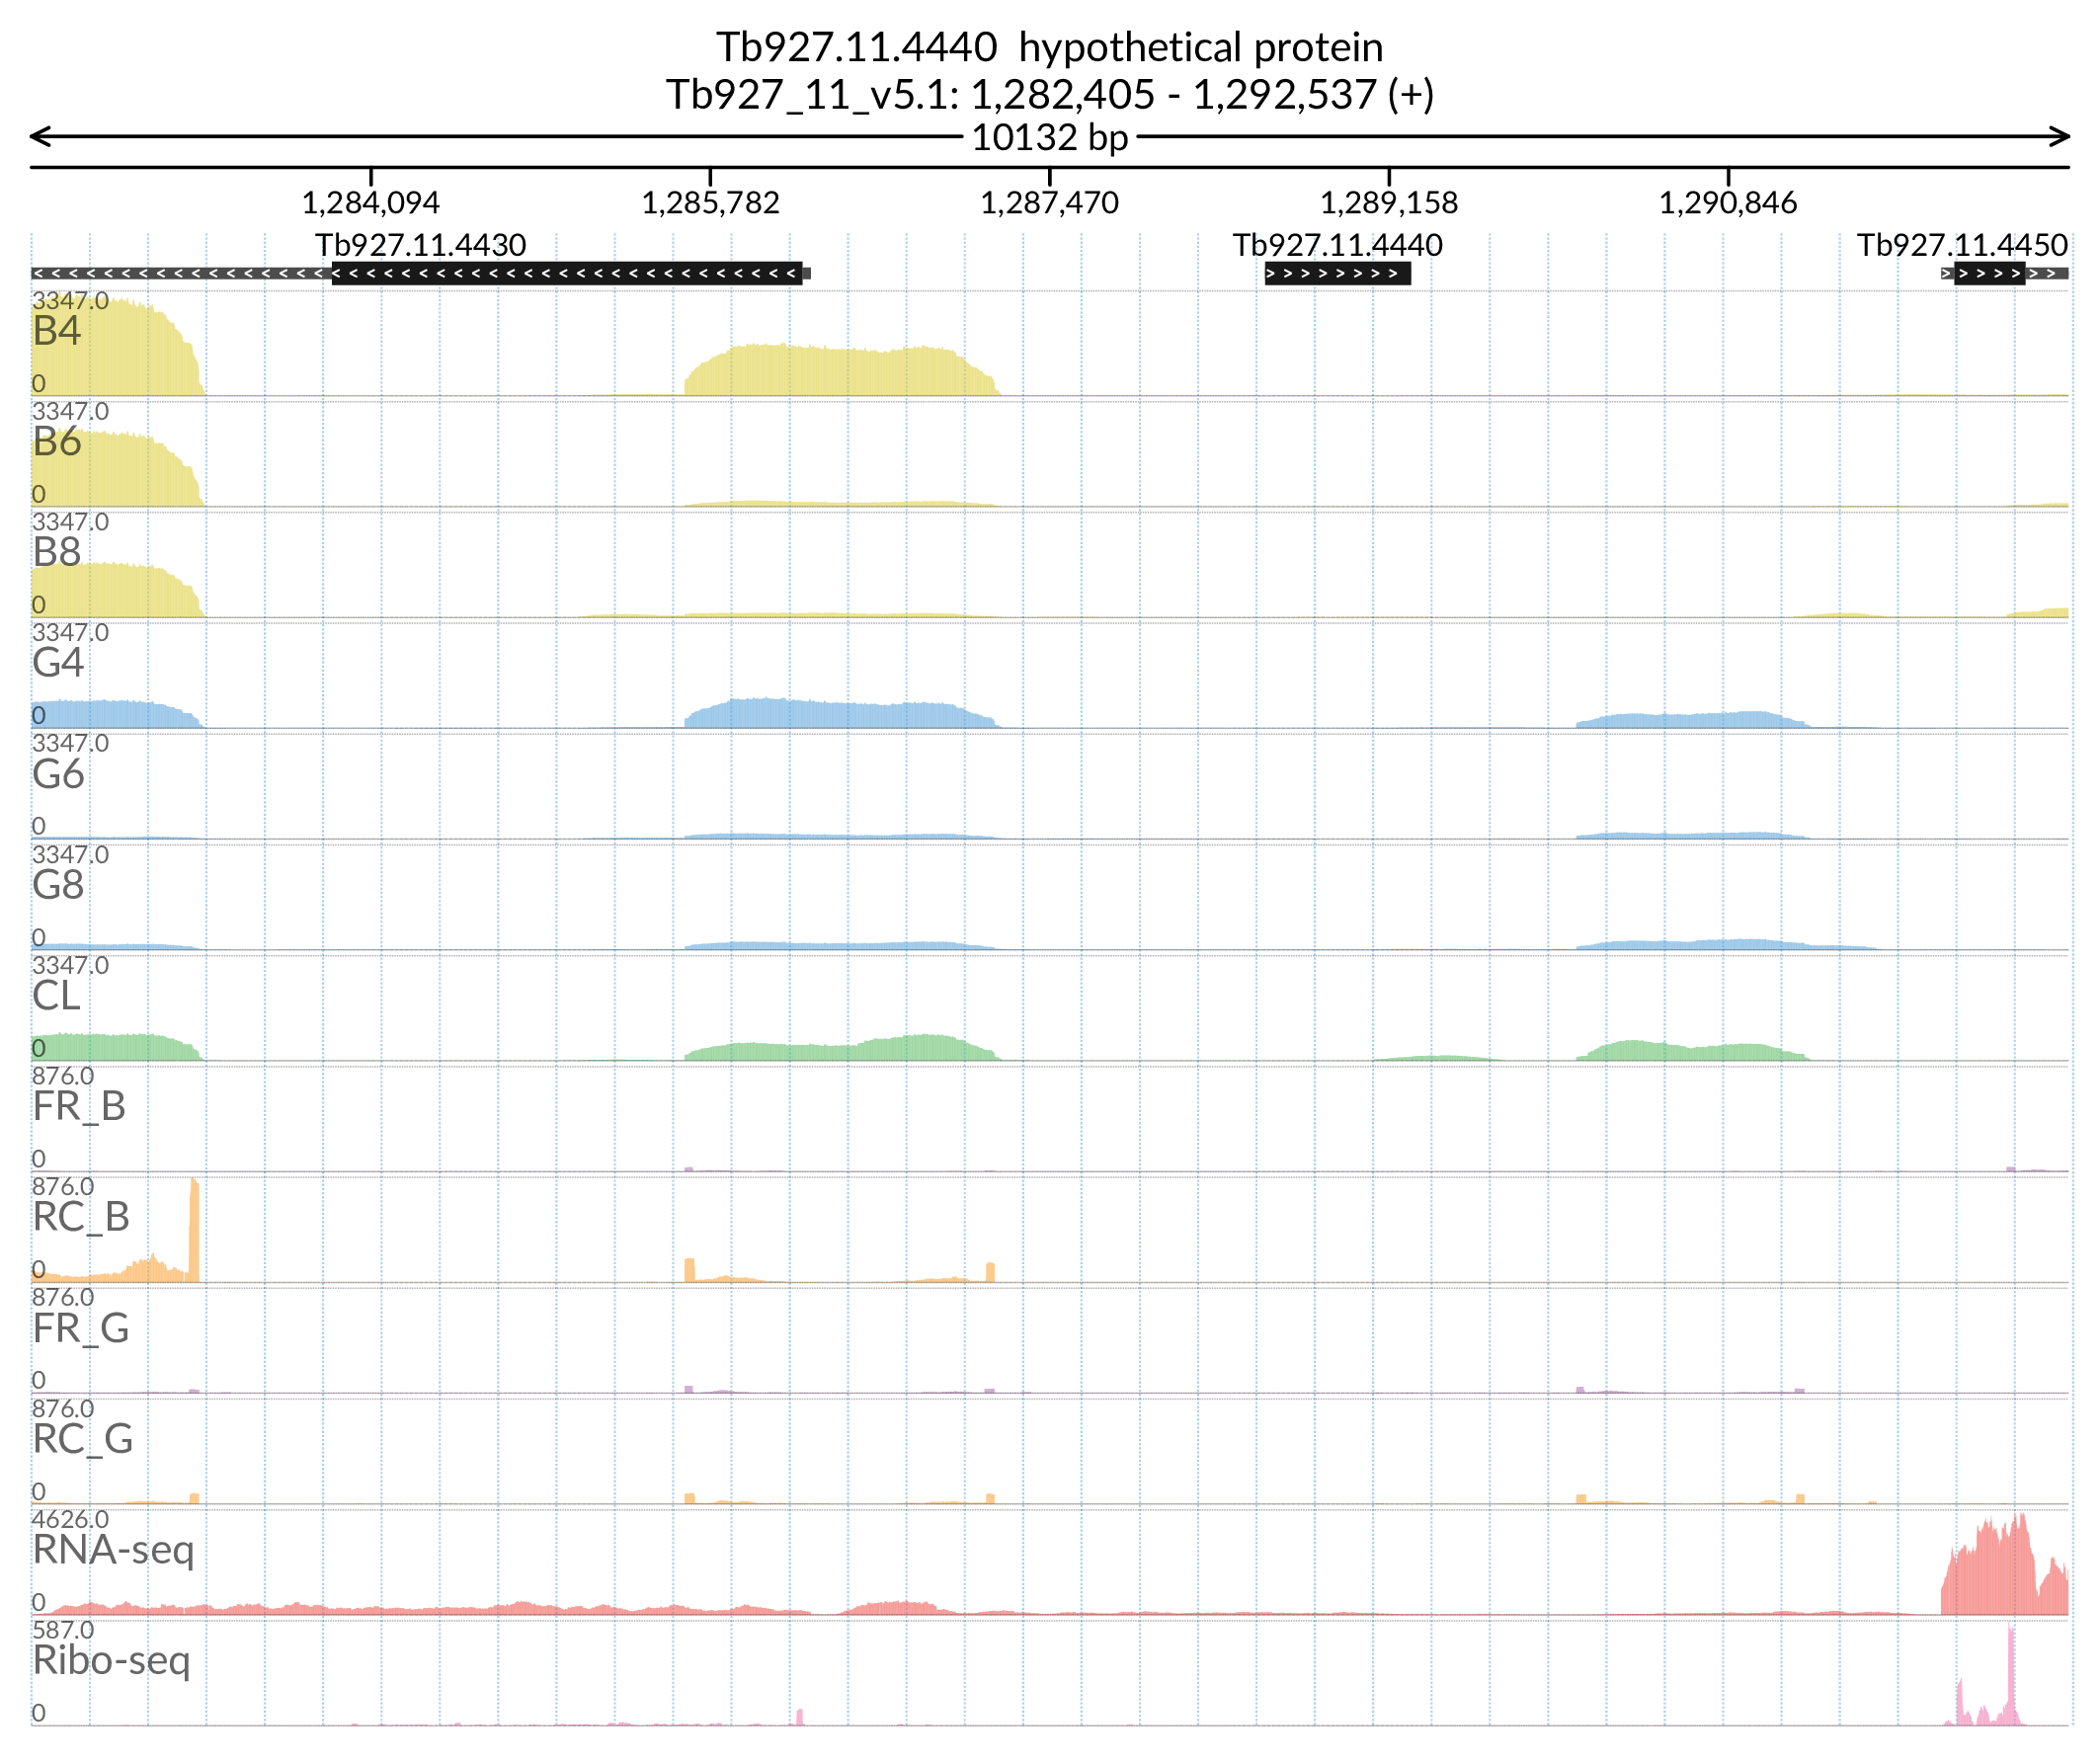 Tb927.11.4440  hypothetical protein
Tb927_11_v5.1: 1,282,405 - 1,292,537 (+)
10132 bp
1,284,094 1,285,782 1,287,470 1,289,158 1,290,846
Tb927.11.4430 Tb927.11.4440 Tb927.11.4450
3347.0
B4
0
3347.0
B6
0
3347.0
B8
0
3347.0
G4
0
3347.0
G6
0
3347.0
G8
0
3347.0
CL
0
876.0
FR_B
0
876.0
RC_B
0
876.0
FR_G
0
876.0
RC_G
0
4626.0
RNA-seq
0
587.0
Ribo-seq
0